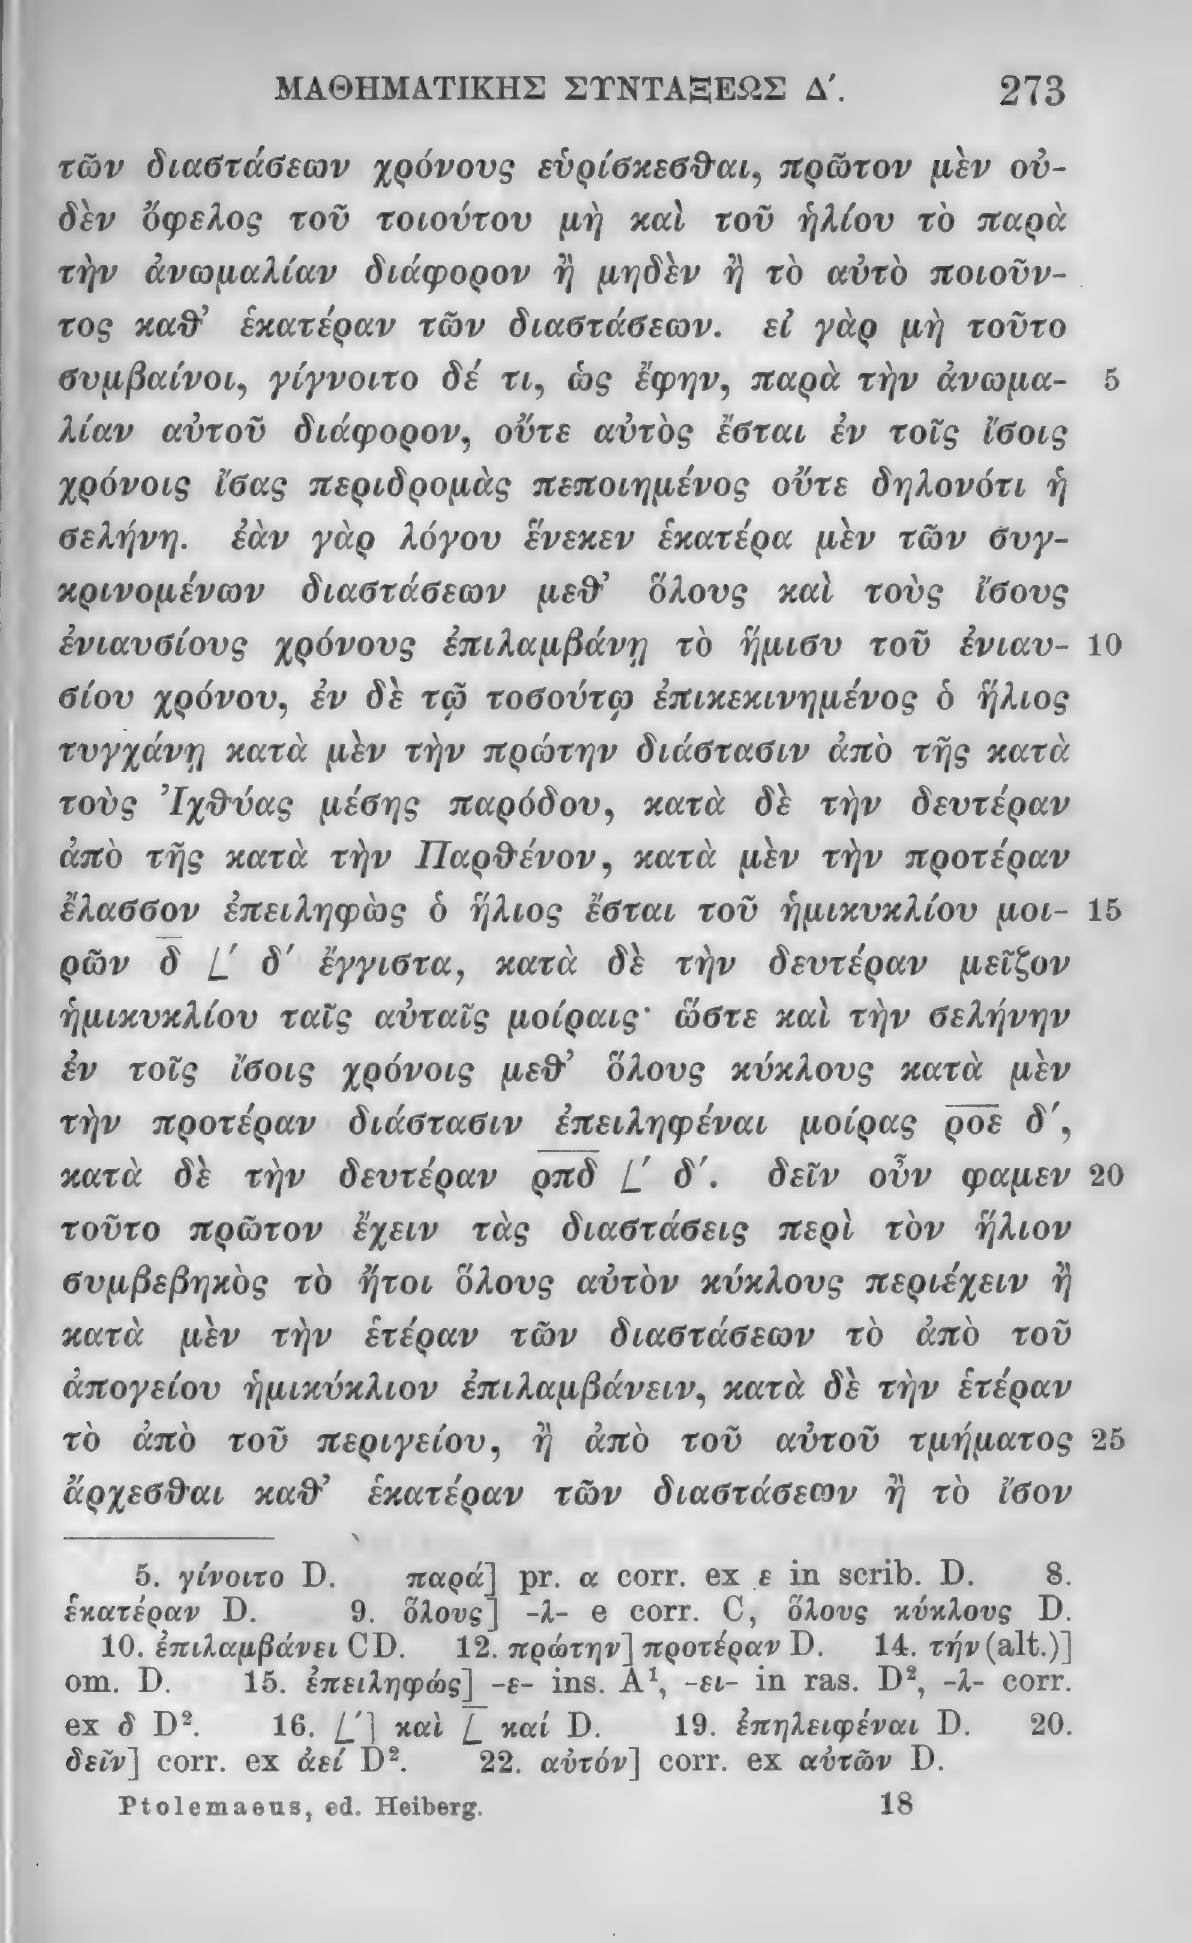 ΜΑΘΗΜΑΤΙΚΗΣ ΣΥΝΤΑΞΕΩΣ Δ΄. 273
τῶν διαστάσεων χρόνους εὑρίσκεσθαι, πρῶτον μὲν οὐ-
δὲν ὄφελος τοῦ τοιούτου μὴ καὶ τοῦ ἡλίου τὸ παρὰ
τὴν ἀνωμαλίαν διάφορον ἢ μηδὲν ἢ τὸ αὐτὸ ποιοῦν-
τος καθ’ ἑκατέραν τῶν διαστάσεων. εἰ γὰρ μὴ τοῦτο
συμβαίνοι, γίγνοιτο δέ τι, ὡς ἔφην, παρὰ τὴν ἀνωμα- 5
λίαν αὐτοῦ διάφορον, οὔτε αὐτὸς ἔσται ἐν τοῖς ἴσοις
χρόνοις ἴσας περιδρομὰς πεποιημένος οὔτε δηλονότι ἡ
σελήνη. ἐὰν γὰρ λόγου ἕνεκεν ἑκατέρα μὲν τῶν συγ-
κρινομένων διαστάσεων μεθ’ ὅλους καὶ τοὺς ἴσους
ἐνιαυσίους χρόνους ἐπιλαμβάνῃ τὸ ἥμισυ τοῦ ἐνιαυ- 10
σίου χρόνου, ἐν δὲ τῷ τοσούτῳ ἐπικεκινημένος ὁ ἥλιος
τυγχάνῃ κατὰ μὲν τὴν πρώτην διάστασιν ἀπὸ τῆς κατὰ
τοὺς Ἰχθύας μέσης παρόδου, κατὰ δὲ τὴν δευτέραν
ἀπὸ τῆς κατὰ τὴν Παρθένον, κατὰ μὲν τὴν προτέραν
ἔλασσον ἐπειληφὼς ὁ ἥλιος ἔσται τοῦ ἡμικυκλίου μοι- 15
ρῶν δ̅ 𐅵΄ δ΄ ἔγγιστα, κατὰ δὲ τὴν δευτέραν μεῖζον
ἡμικυκλίου ταῖς αὐταῖς μοίραις· ὥστε καὶ τὴν σελήνην
ἐν τοῖς ἴσοις χρόνοις μεθ’ ὅλους κύκλους κατὰ μὲν
τὴν προτέραν διάστασιν ἐπειληφέναι μοίρας ρ̅ο̅ε̅ δ΄,
κατὰ δὲ τὴν δευτέραν ρ̅π̅δ̅ 𐅵΄ δ΄. δεῖν οὖν φαμεν 20
τοῦτο πρῶτον ἔχειν τὰς διαστάσεις περὶ τὸν ἥλιον
συμβεβηκὸς τὸ ἤτοι ὅλους αὐτὸν κύκλους περιέχειν ἢ
κατὰ μὲν τὴν ἑτέραν τῶν διαστάσεων τὸ ἀπὸ τοῦ
ἀπογείου ἡμικύκλιον ἐπιλαμβάνειν, κατὰ δὲ τὴν ἑτέραν
τὸ ἀπὸ τοῦ περιγείου, ἢ ἀπὸ τοῦ αὐτοῦ τμήματος 25
ἄρχεσθαι καθ’ ἑκατέραν τῶν διαστάσεων ἢ τὸ ἴσον
5. γίνοιτο D. παρά] pr. α corr. ex ε in scrib. D. 8.
ἑκατέραν D. 9. ὅλους] -λ- e corr. C, ὅλους κύκλους D.
10. ἐπιλαμβάνει CD. 12. πρώτην] προτέραν D. 14. τήν (alt.)]
om. D. 15. ἐπειληφώς] -ε- ins. A¹, -ει- in ras. D², -λ- corr.
ex δ D². 16. 𐅵΄] καὶ 𐅵̅ καί D. 19. ἐπηλειφέναι D. 20.
δεῖν] corr. ex ἀεί D². 22. αὐτόν] corr. ex αὐτῶν D.
Ptolemaeus, ed. Heiberg. 18